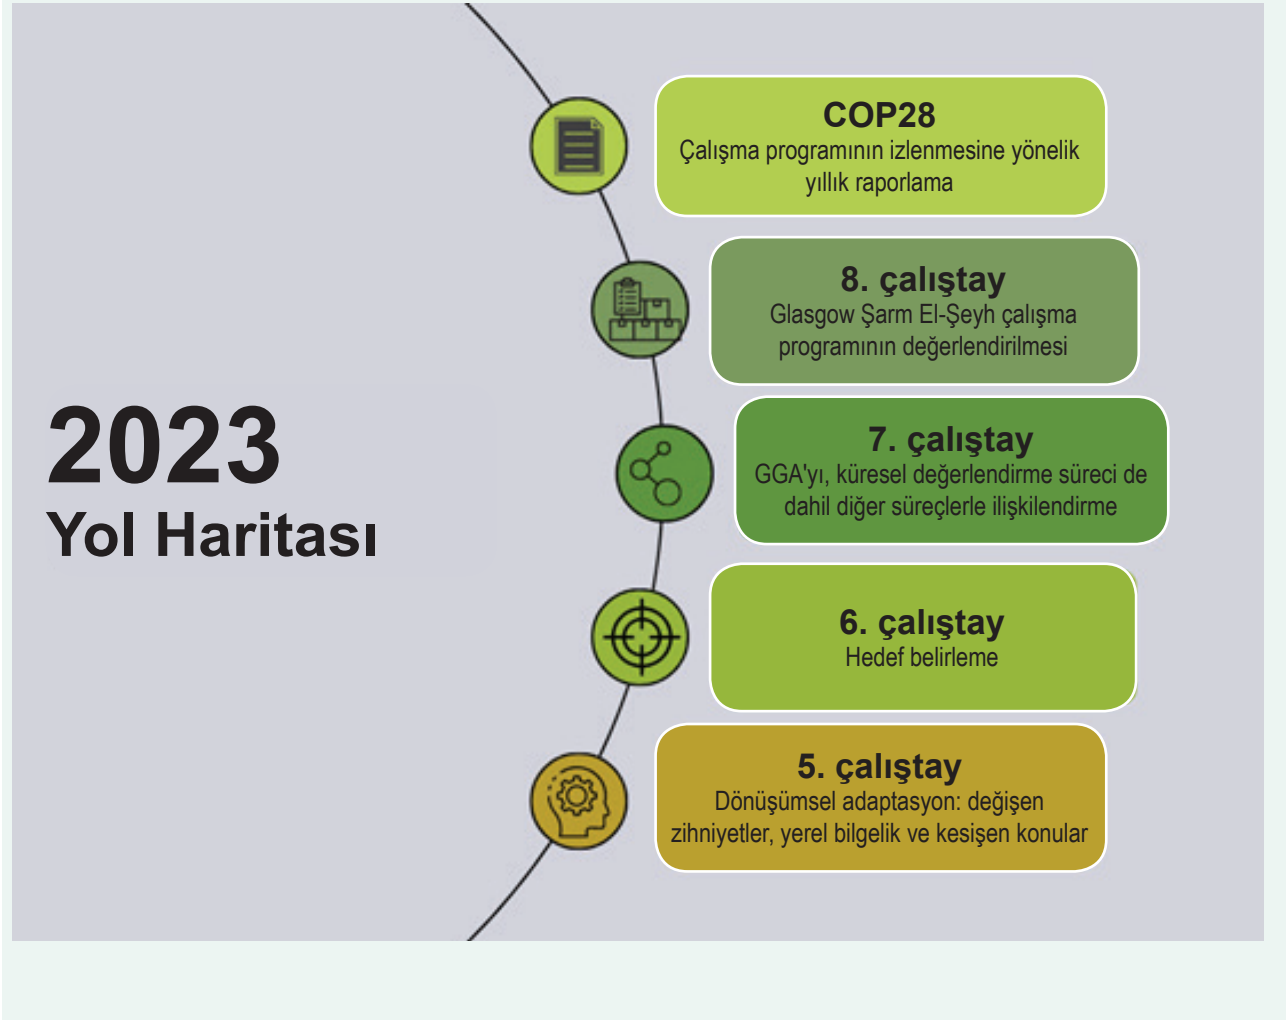 2023
Yol Haritası
COP28
Çalışma programının izlenmesine yönelik
yıllık raporlama
8. çalıştay
Glasgow Şarm El-Şeyh çalışma
programının değerlendirilmesi
7. çalıştay
GGA'yı, küresel değerlendirme süreci de
dahil diğer süreçlerle ilişkilendirme
6. çalıştay
Hedef belirleme
5. çalıştay
Dönüşümsel adaptasyon: değişen
zihniyetler, yerel bilgelik ve kesişen konular